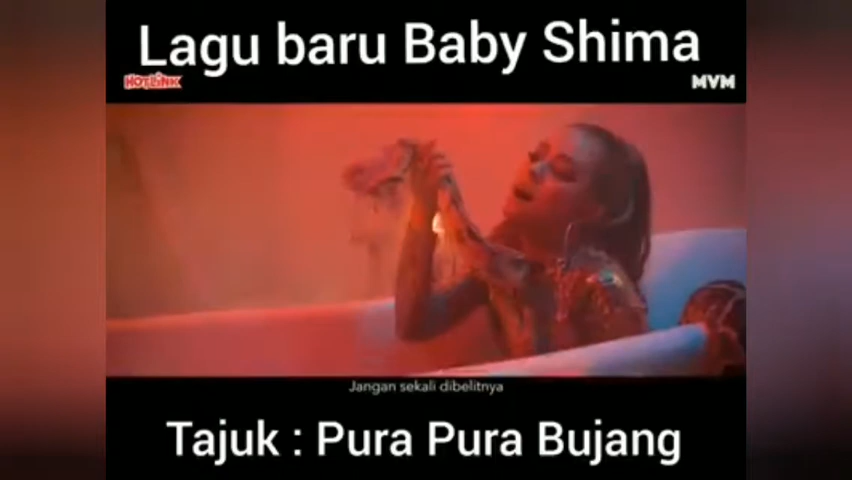 Lagu baru Baby Shima
HOTLINK
MVM
Jangan sekali dibelitnya
Tajuk : Pura Pura Bujang